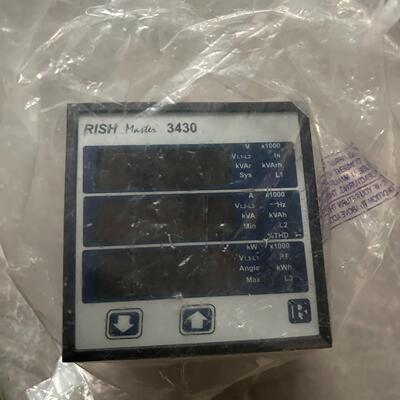 RISH Master 3430
V x1000
VL1-L2 In
kVAr kVArh
Sys L1
A x1000
VL2-L3 Hz
kVA kVAh
Min L2
%THD
kW x1000
VL3-L1 P.F.
Angle kWh
Max L3